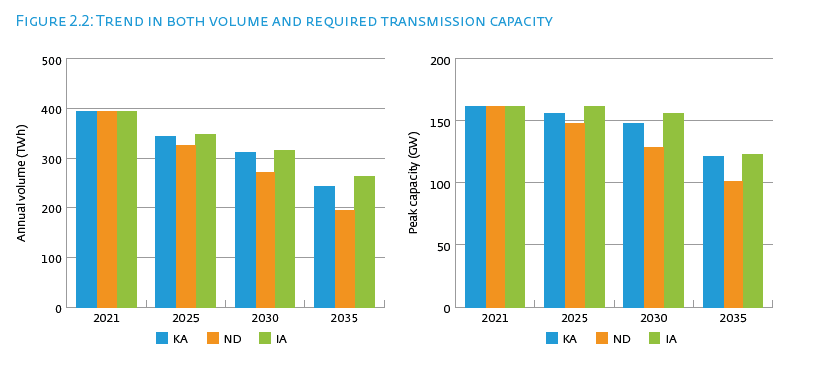 Figure 2.2: Trend in both volume and required transmission capacity
Annual volume (TWh)
500
400
300
200
100
0
2021 2025 2030 2035
KA ND IA
Peak capacity (GW)
200
150
100
50
0
2021 2025 2030 2035
KA ND IA